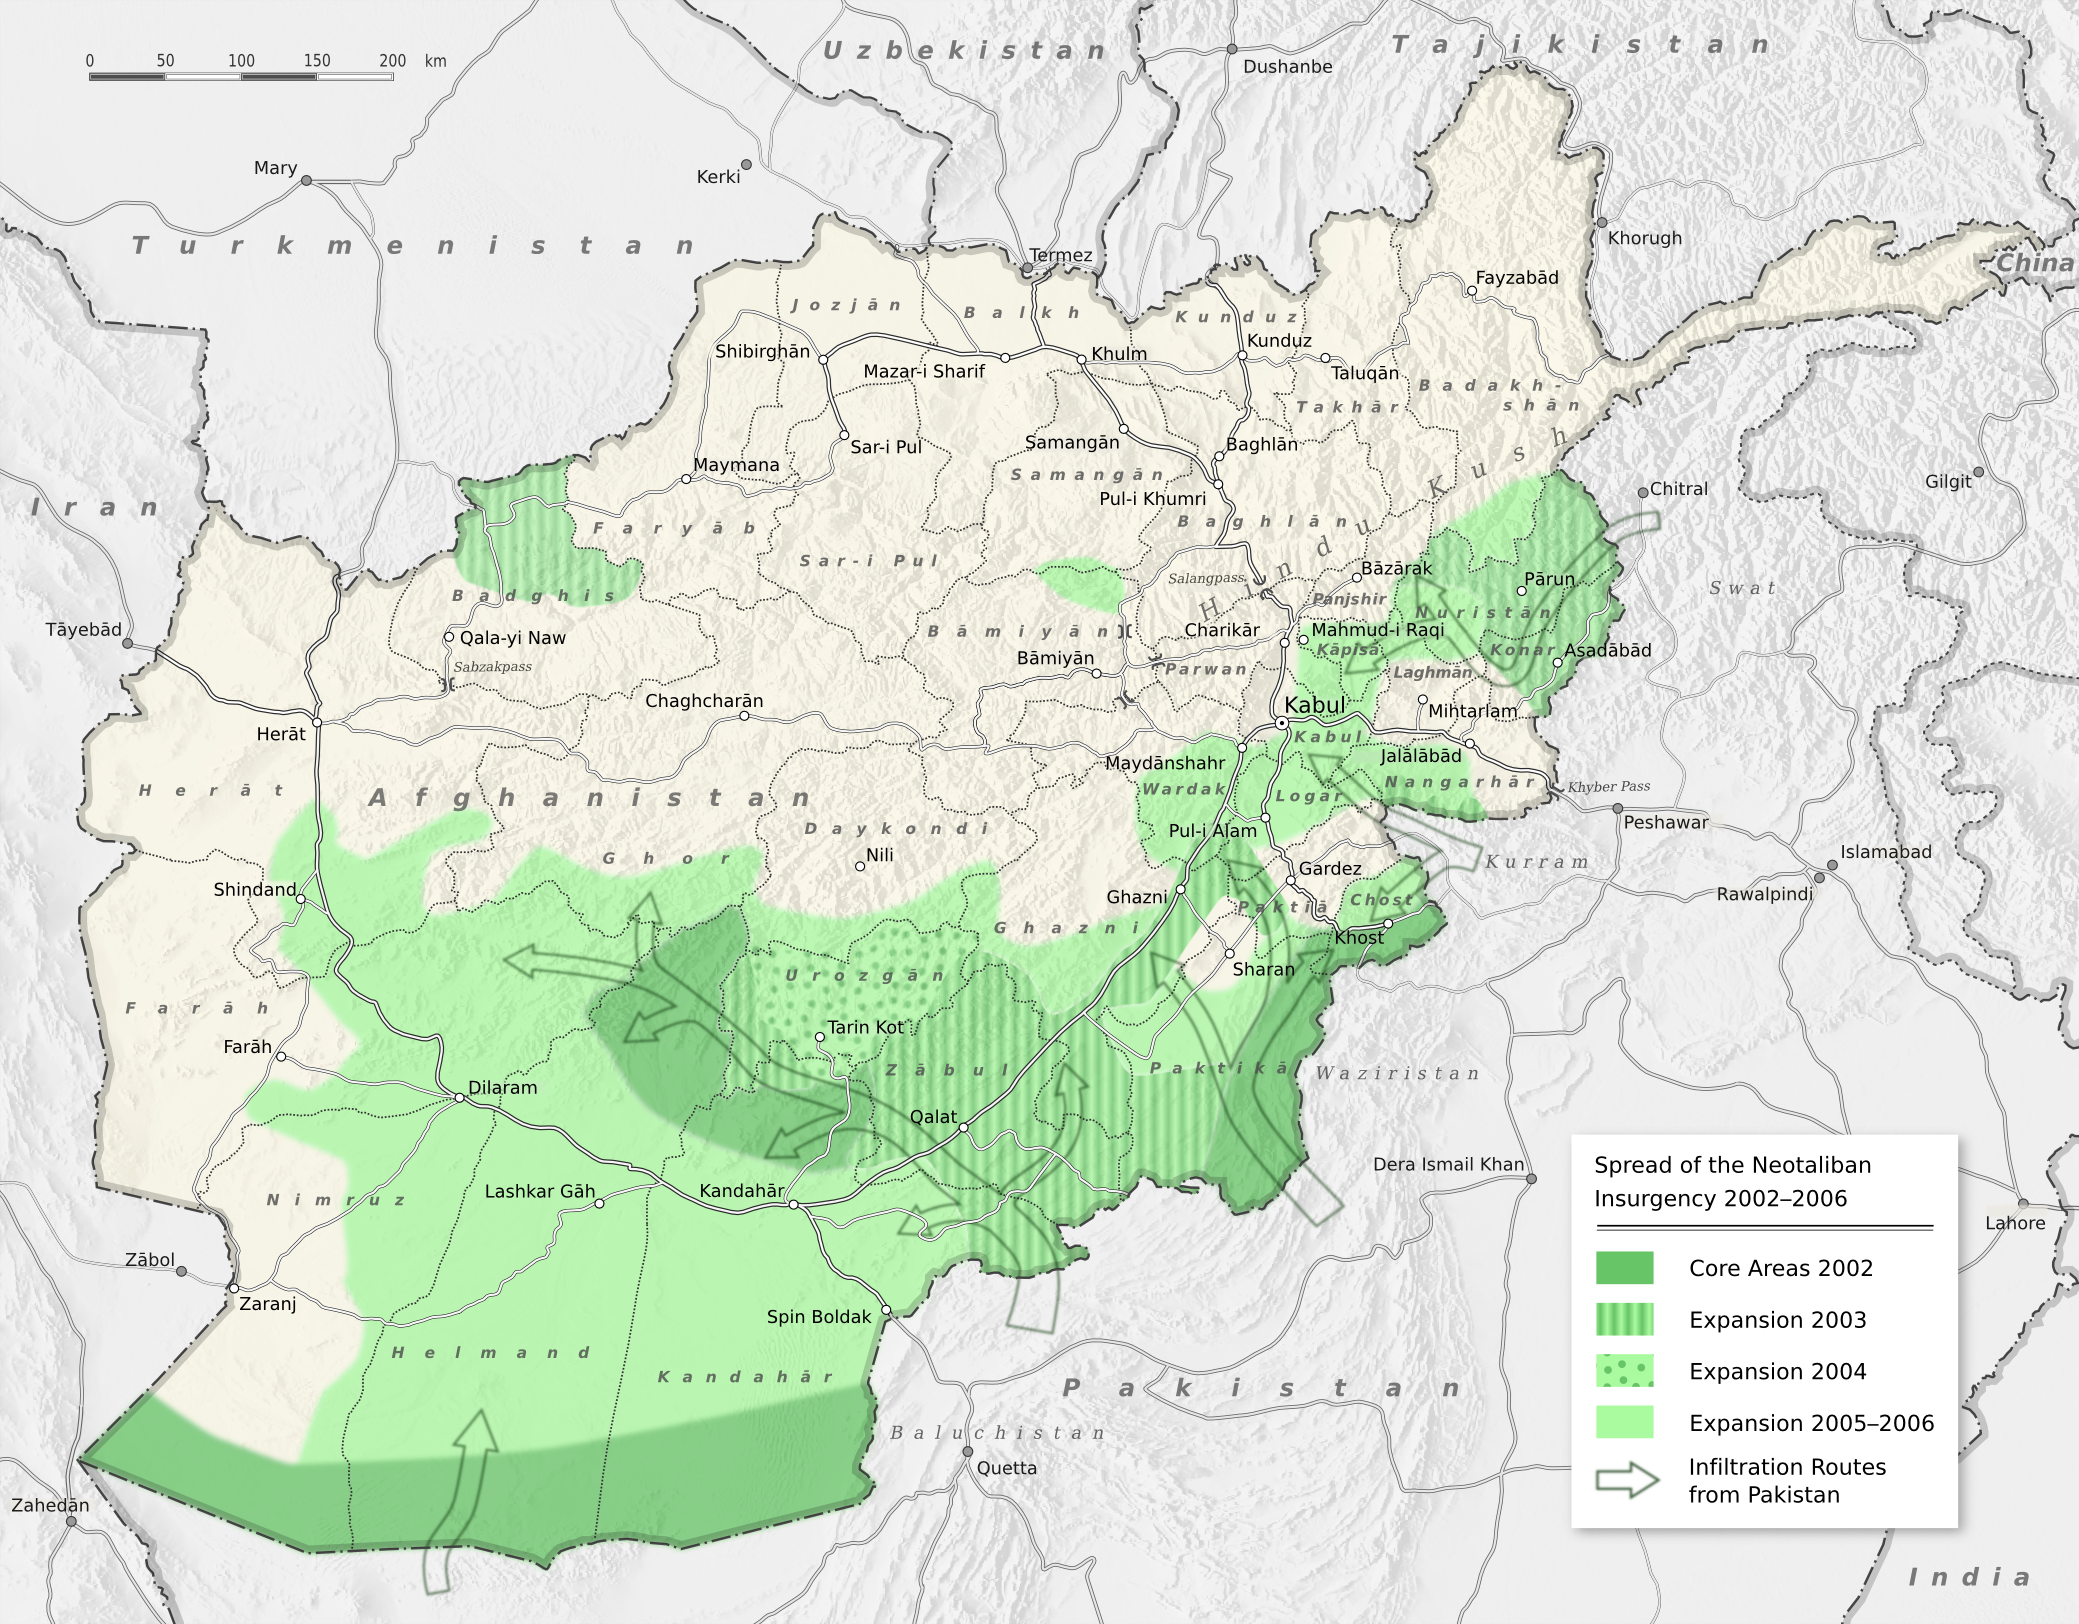 Uzbekistan
Tajikistan
0 50 100 150 200 km
Dushanbe
Mary
Kerki
Khorugh
Turkmenistan
Termez
China
Fayzabād
Jozjān
Balkh
Kunduz
Shibirghān
Mazar-i Sharif
Khulm
Kunduz
Taluqān
Badakh-
shān
Takhār
Sar-i Pul
Samangān
Baghlān
Maymana
Samangān
Pul-i Khumri
Hindu Kush
Chitral
Gilgit
Iran
Faryāb
Baghlān
Sar-i Pul
Salangpass
Bāzārak
Pārun
Swat
Badghis
Panjshir
Nuristān
Tāyebād
Qala-yi Naw
Bāmiyān
Charikār
Mahmud-i Raqi
Kāpisā
Konar
Asadābād
Sabzakpass
Bāmiyān
Parwan
Laghmān
Chaghcharān
Kabul
Mihtarlam
Herāt
Kabul
Maydānshahr
Jalālābād
Herāt
Afghanistan
Wardak
Logar
Nangarhār
Khyber Pass
Peshawar
Daykondi
Pul-i Alam
Ghor
Nili
Gardez
Kurram
Islamabad
Rawalpindi
Shindand
Ghazni
Paktiā
Chost
Ghazni
Khost
Urozgān
Sharan
Farāh
Tarin Kot
Farāh
Zābul
Paktikā
Waziristan
Dilaram
Qalat
Nimruz
Lashkar Gāh
Kandahār
Dera Ismail Khan
Lahore
Zābol
Zaranj
Spin Boldak
Helmand
Kandahār
Pakistan
Baluchistan
Quetta
Zahedān
India
Spread of the Neotaliban
Insurgency 2002–2006
Core Areas 2002
Expansion 2003
Expansion 2004
Expansion 2005–2006
Infiltration Routes
from Pakistan